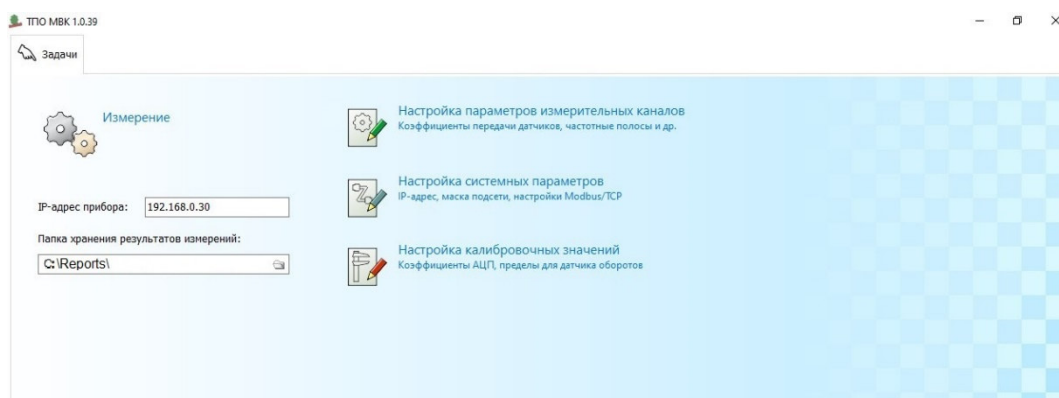 ТПО МВК 1.0.39
Задачи
Измерение
IP-адрес прибора: 192.168.0.30
Папка хранения результатов измерений:
C:\Reports\
Настройка параметров измерительных каналов
Коэффициенты передачи датчиков, частотные полосы и др.
Настройка системных параметров
IP-адрес, маска подсети, настройки Modbus/TCP
Настройка калибровочных значений
Коэффициенты АЦП, пределы для датчика оборотов